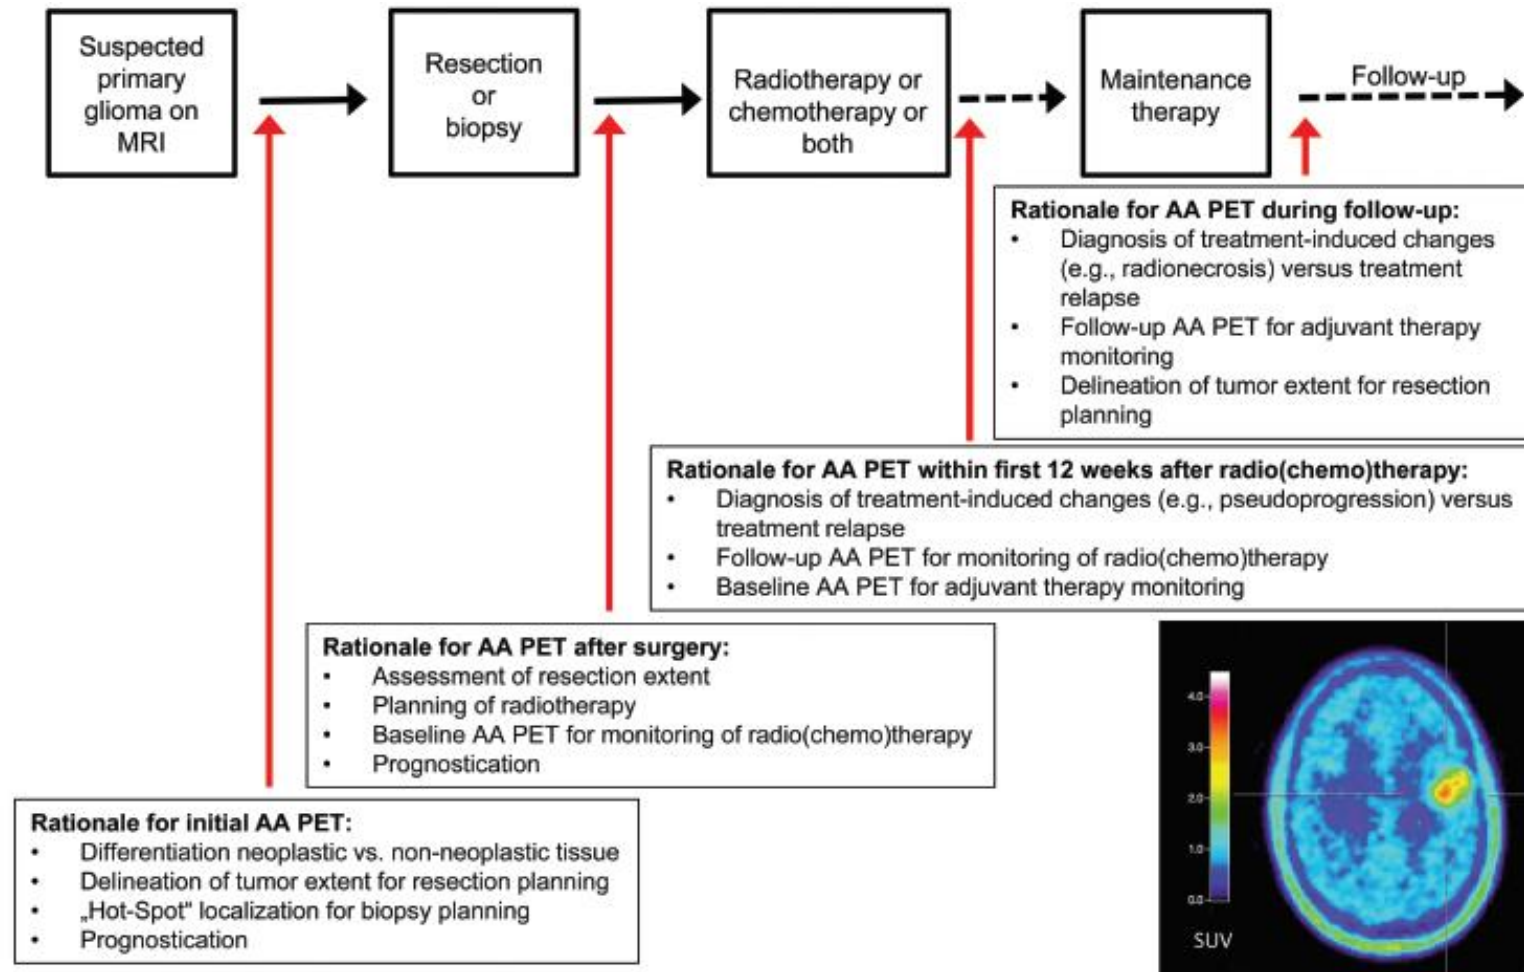 Suspected
primary
glioma on
MRI
Resection
or
biopsy
Radiotherapy or
chemotherapy or
both
Maintenance
therapy
Follow-up
Rationale for AA PET during follow-up:
• Diagnosis of treatment-induced changes
(e.g., radionecrosis) versus treatment
relapse
• Follow-up AA PET for adjuvant therapy
monitoring
• Delineation of tumor extent for resection
planning
Rationale for AA PET within first 12 weeks after radio(chemo)therapy:
• Diagnosis of treatment-induced changes (e.g., pseudoprogression) versus
treatment relapse
• Follow-up AA PET for monitoring of radio(chemo)therapy
• Baseline AA PET for adjuvant therapy monitoring
Rationale for AA PET after surgery:
• Assessment of resection extent
• Planning of radiotherapy
• Baseline AA PET for monitoring of radio(chemo)therapy
• Prognostication
Rationale for initial AA PET:
• Differentiation neoplastic vs. non-neoplastic tissue
• Delineation of tumor extent for resection planning
• „Hot-Spot“ localization for biopsy planning
• Prognostication
4.0
3.0
2.0
1.0
0.0
SUV